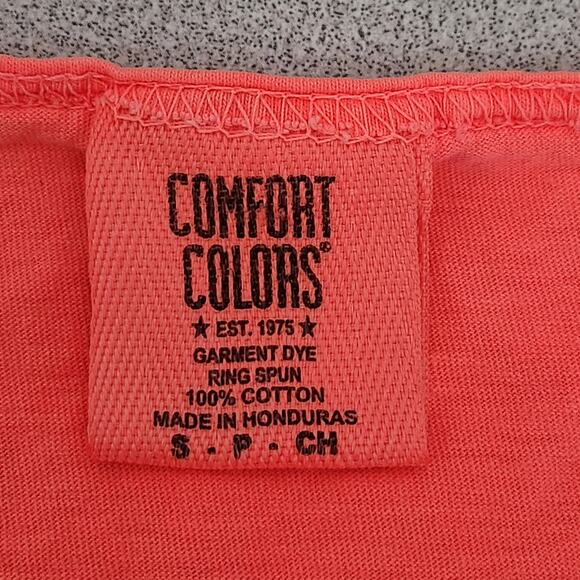 COMFORT
COLORS®
★ EST. 1975 ★
GARMENT DYE
RING SPUN
100% COTTON
MADE IN HONDURAS
S - P - CH